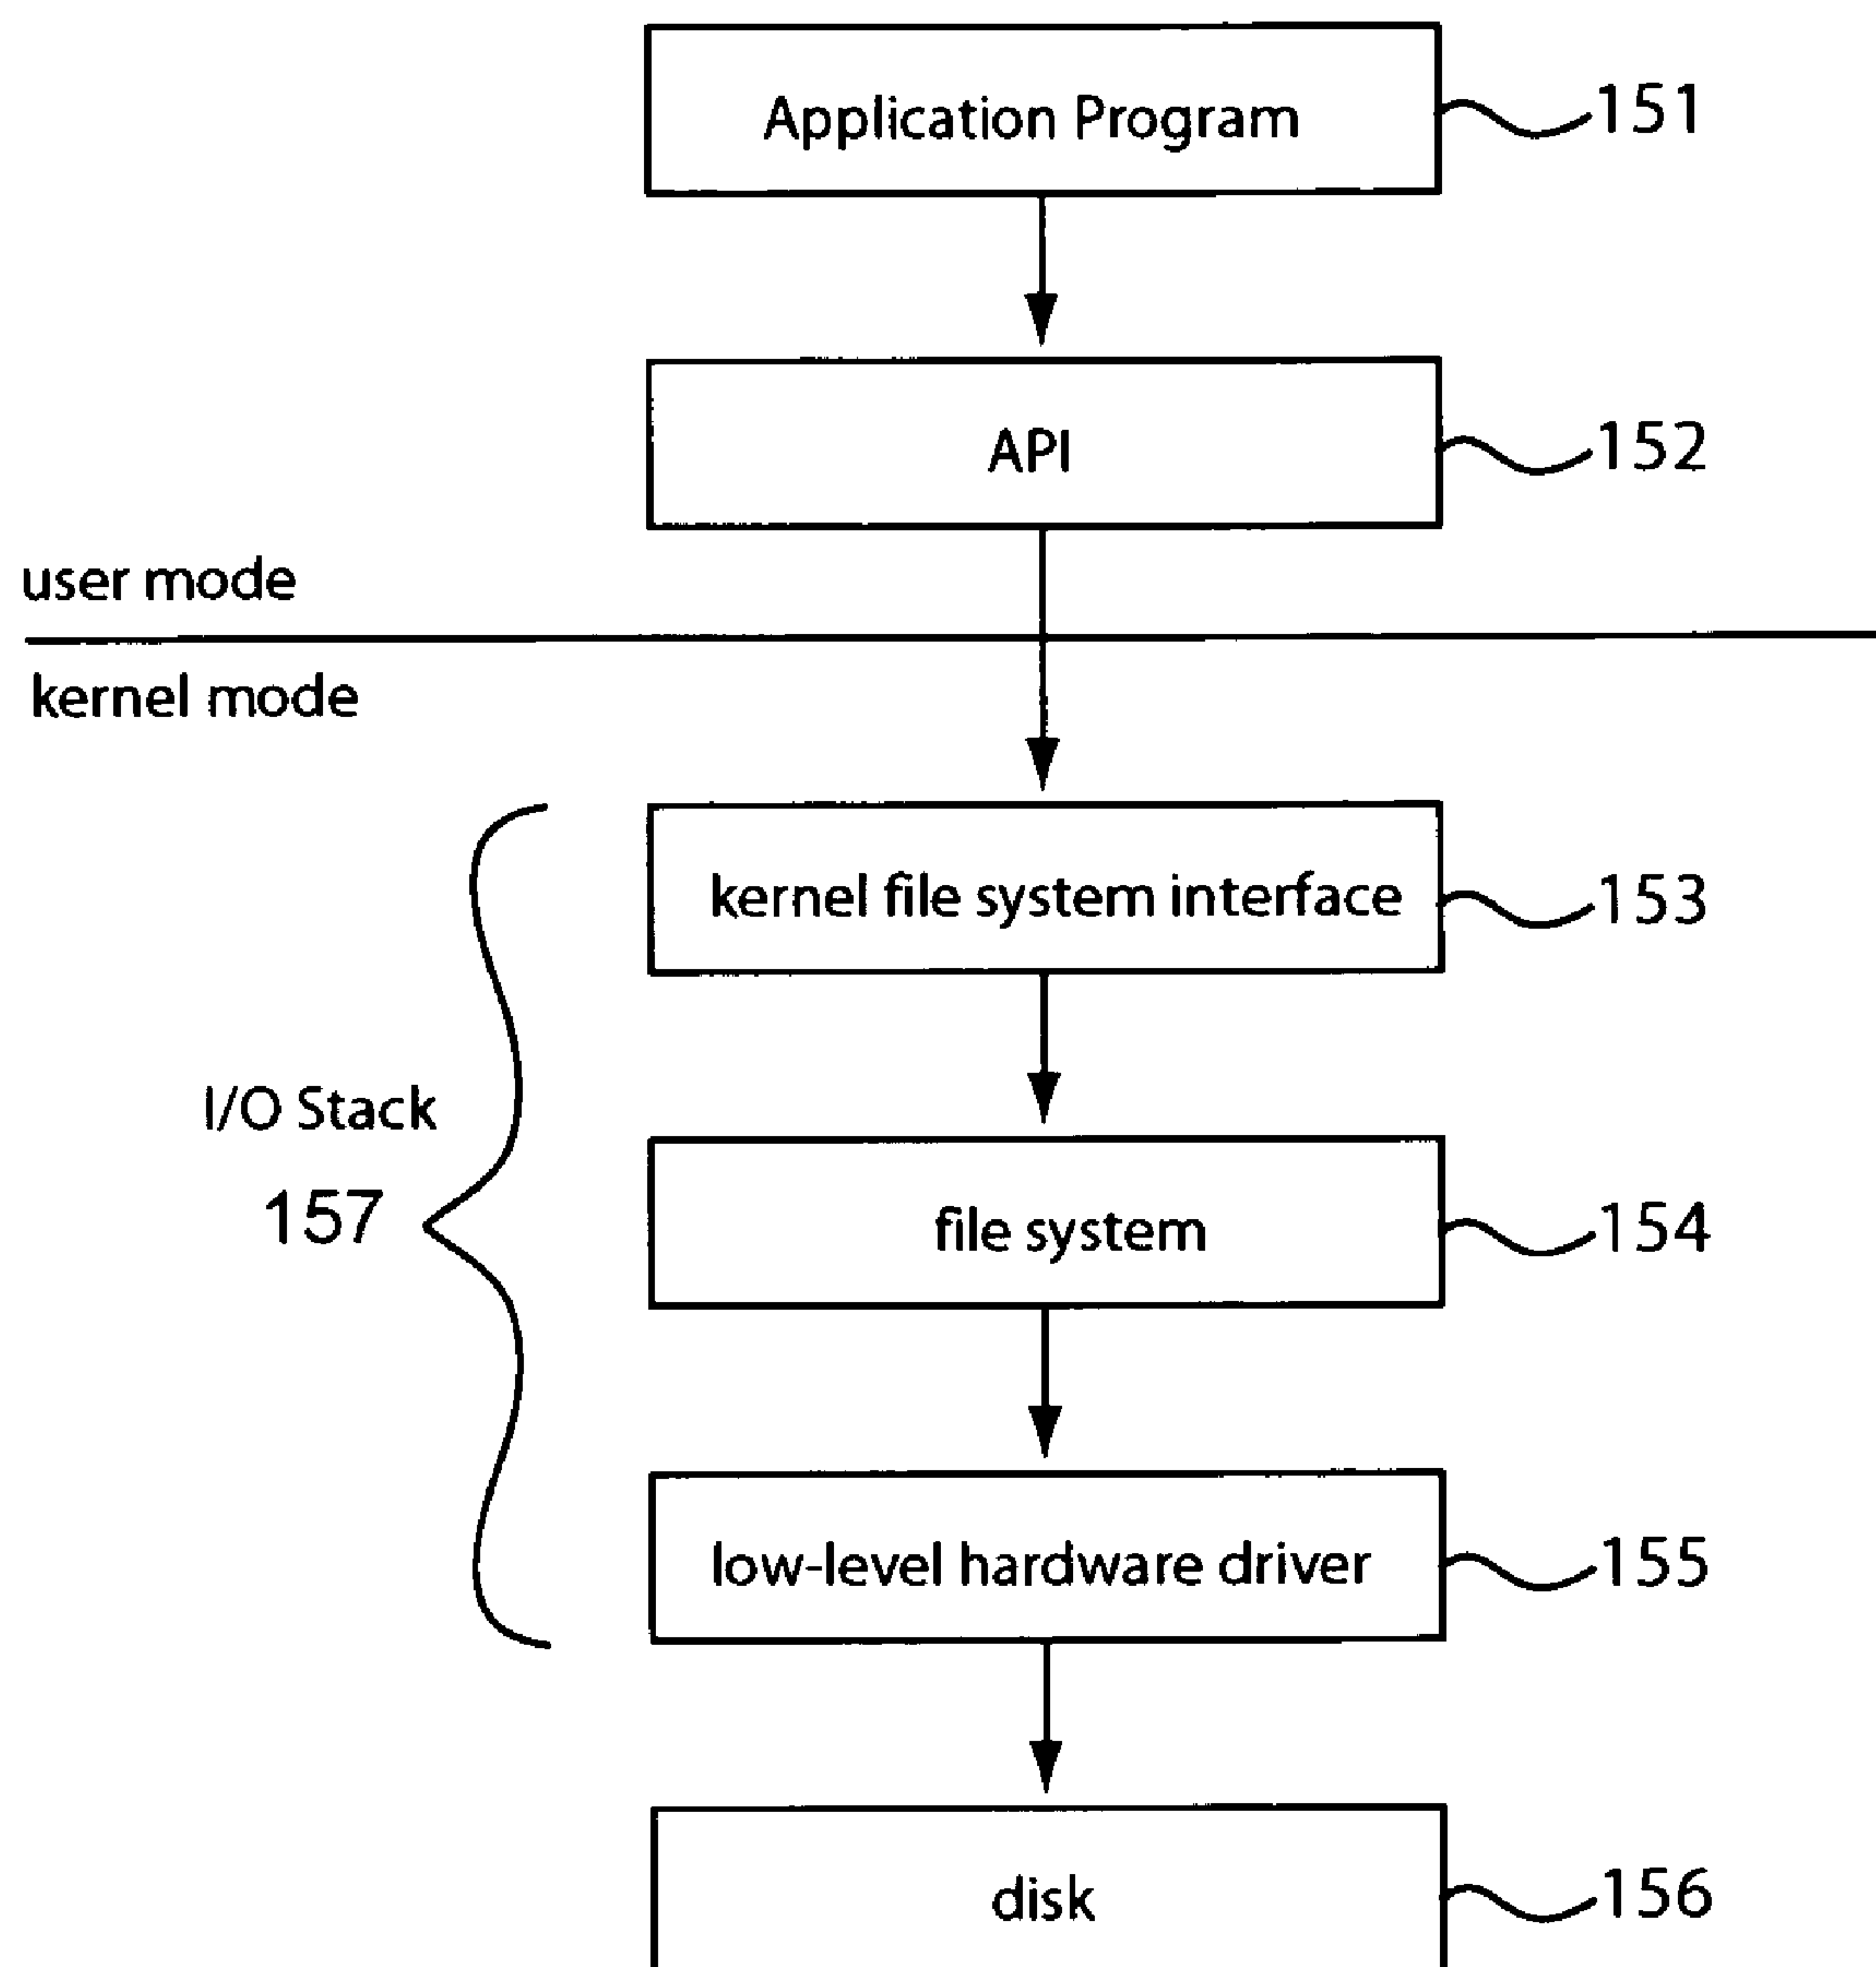 Application Program
151
API
152
user mode
kernel mode
kernel file system interface
153
I/O Stack
157
file system
154
low-level hardware driver
155
disk
156